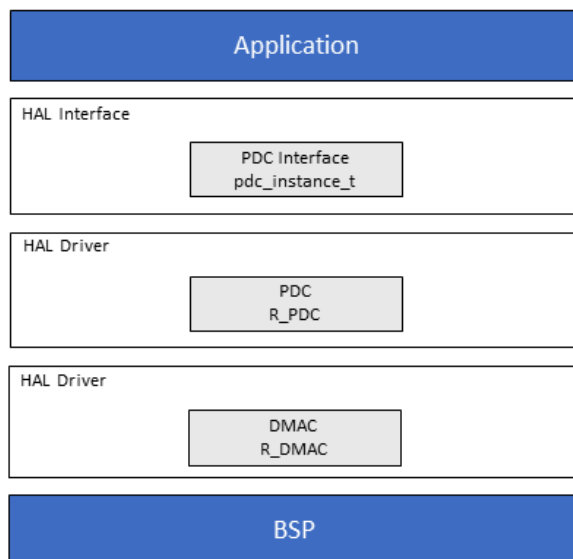 Application
HAL Interface
PDC Interface
pdc_instance_t
HAL Driver
PDC
R_PDC
HAL Driver
DMAC
R_DMAC
BSP